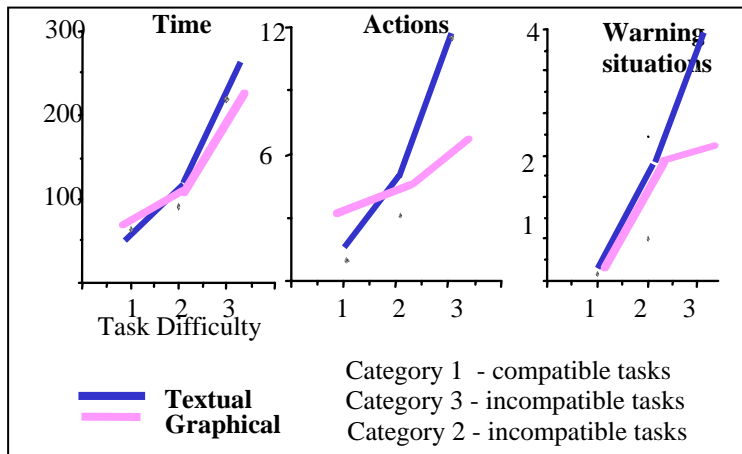 Time
300
200
100
1 2 3
Task Difficulty
Actions
12
6
1 2 3
Warning
situations
4
2
1
1 2 3
Textual
Graphical
Category 1 - compatible tasks
Category 3 - incompatible tasks
Category 2 - incompatible tasks